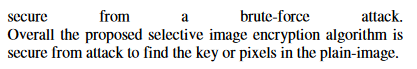 secure from a brute-force attack.
Overall the proposed selective image encryption algorithm is
secure from attack to find the key or pixels in the plain-image.